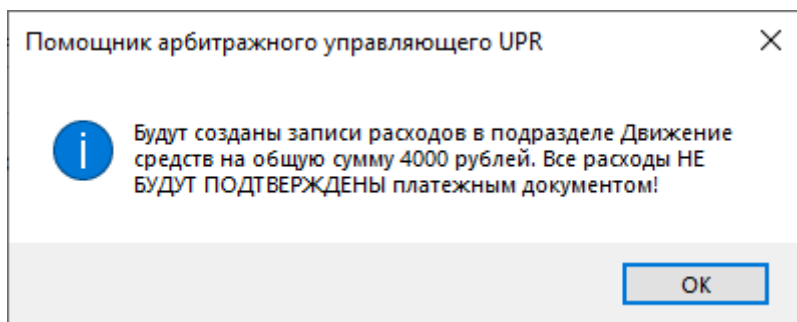 Помощник арбитражного управляющего UPR
Будут созданы записи расходов в подразделе Движение
средств на общую сумму 4000 рублей. Все расходы НЕ
БУДУТ ПОДТВЕРЖДЕНЫ платежным документом!
ОК